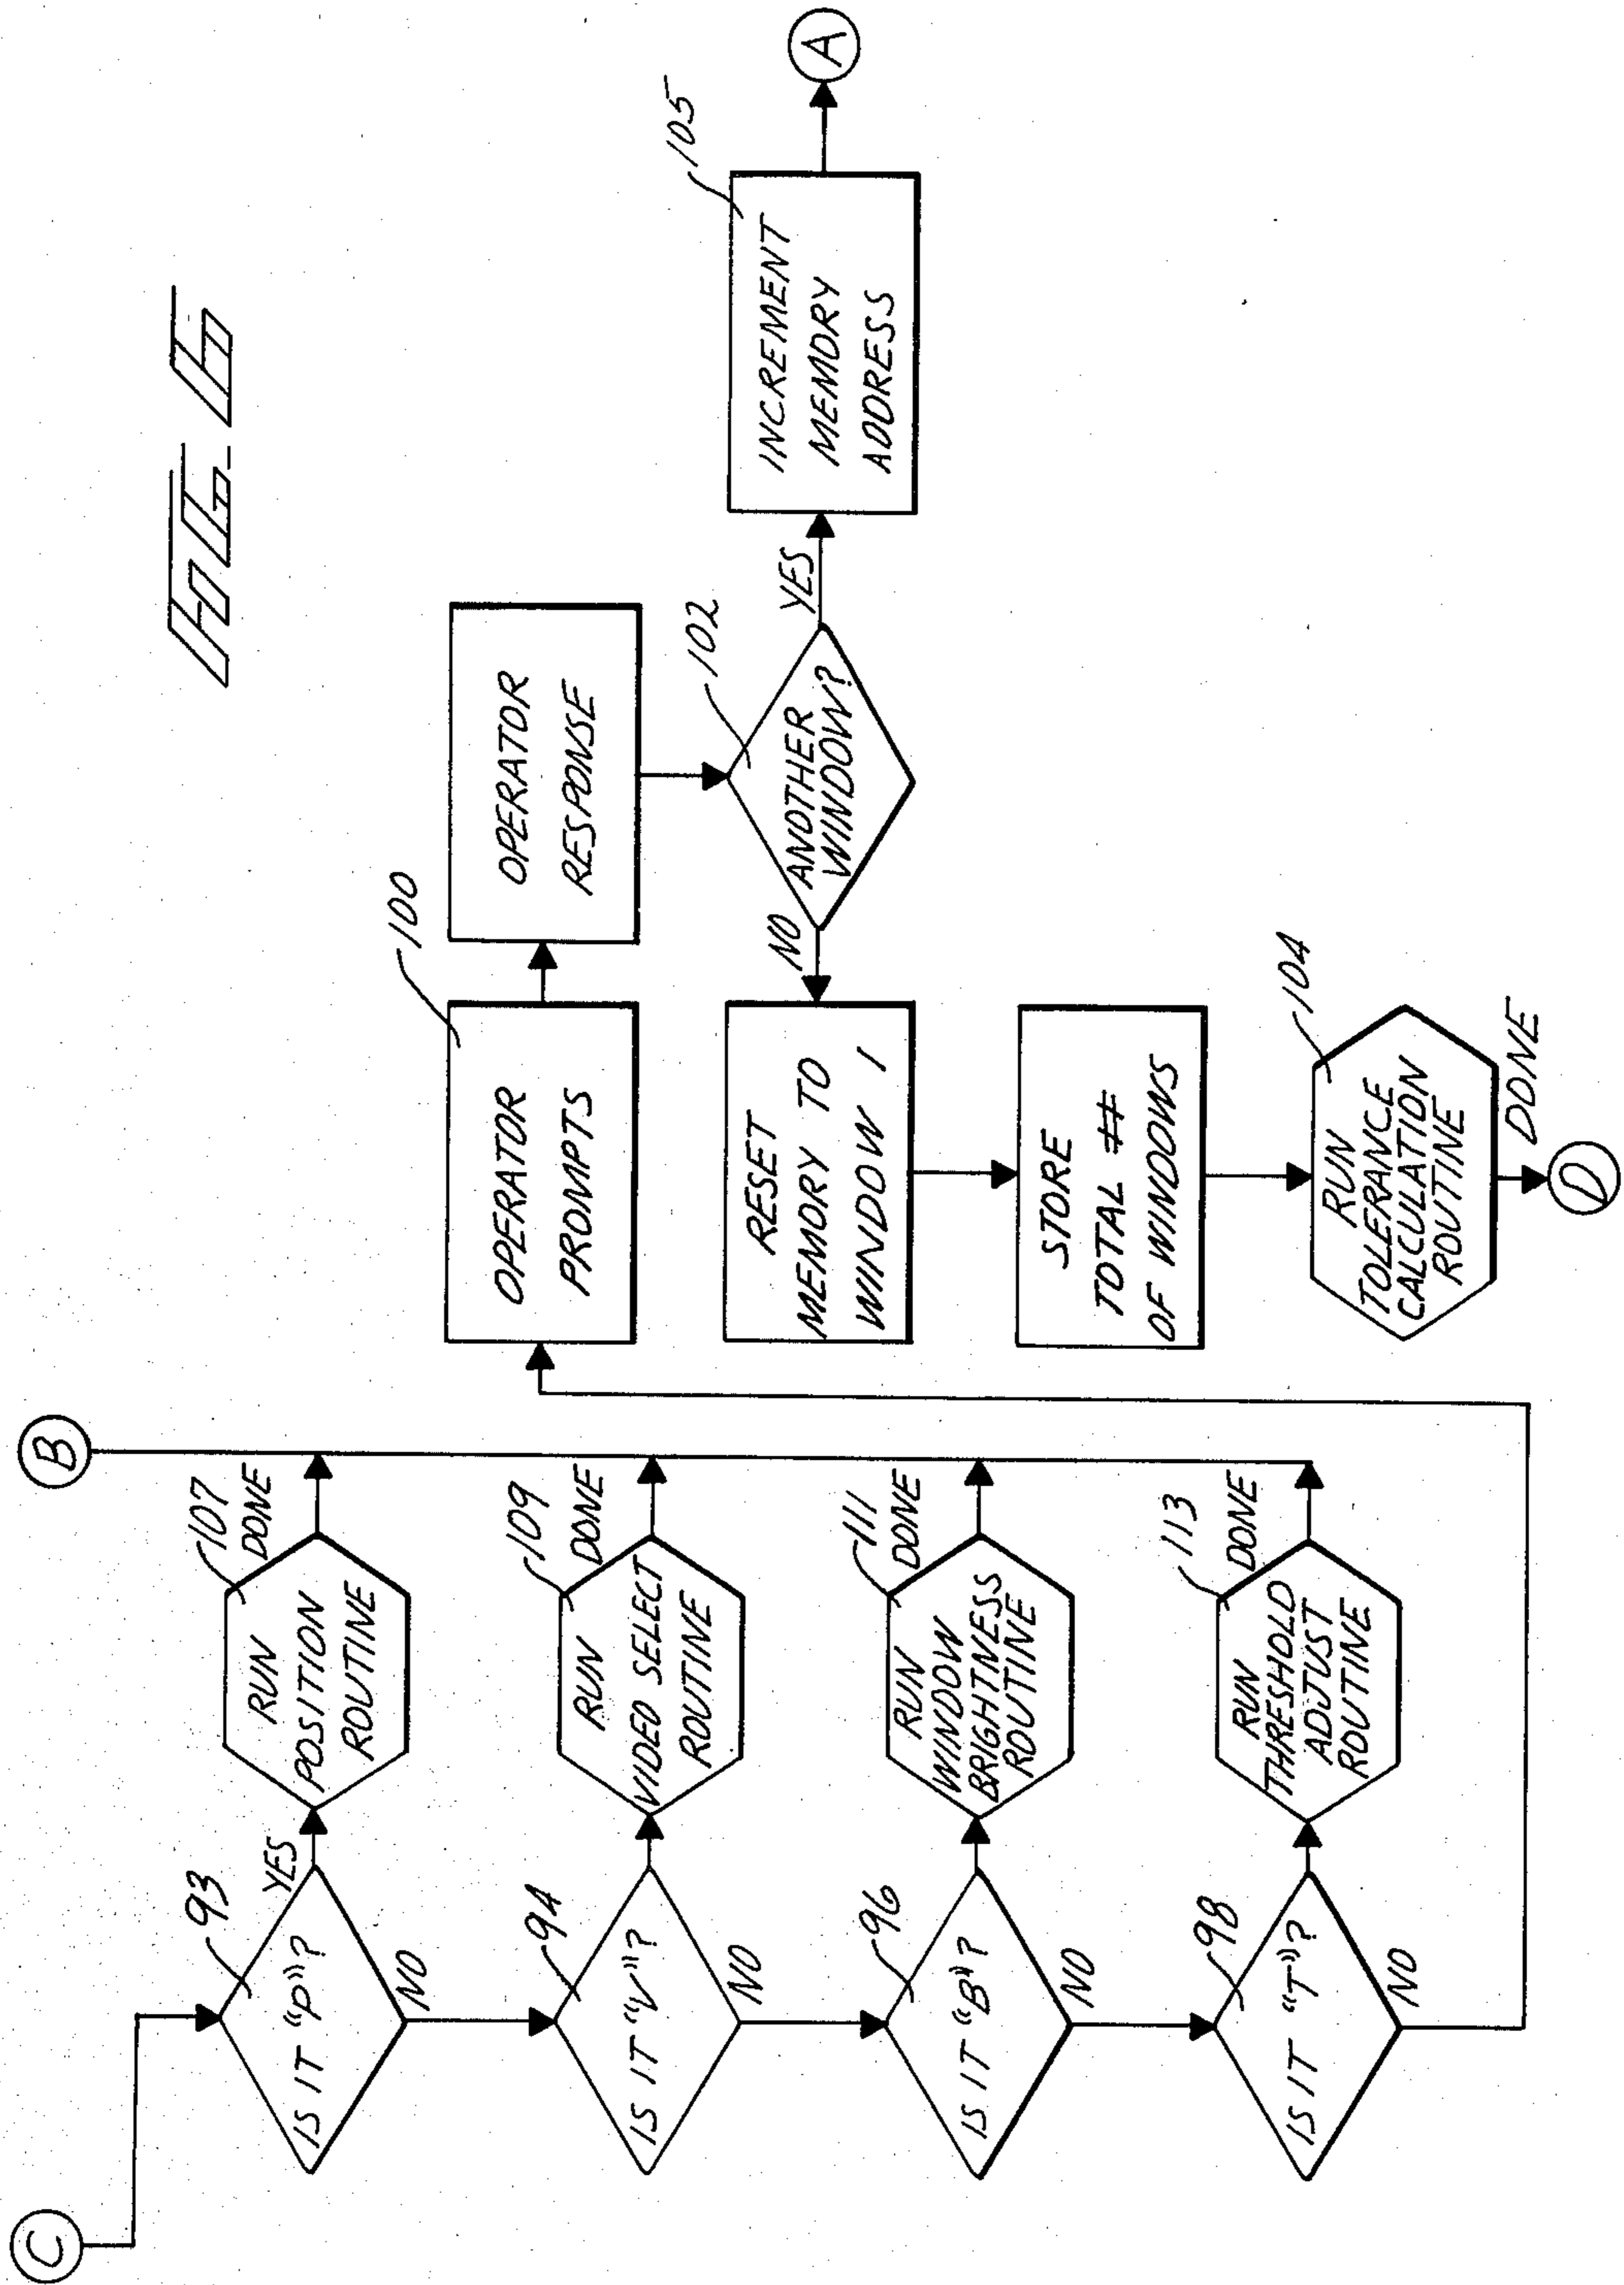 FIG. 16
C
B
93
IS IT "P"?
YES
NO
107
RUN
POSITION
ROUTINE
DONE
94
IS IT "V"?
NO
109
RUN
VIDEO SELECT
ROUTINE
DONE
96
IS IT "B"?
NO
111
RUN
WINDOW
BRIGHTNESS
ROUTINE
DONE
98
IS IT "T"?
NO
113
RUN
THRESHOLD
ADJUST
ROUTINE
DONE
100
OPERATOR
PROMPTS
OPERATOR
RESPONSE
102
ANOTHER
WINDOW?
YES
NO
105
INCREMENT
MEMORY
ADDRESS
A
RESET
MEMORY TO
WINDOW 1
STORE
TOTAL #
OF WINDOWS
104
RUN
TOLERANCE
CALCULATION
ROUTINE
DONE
D